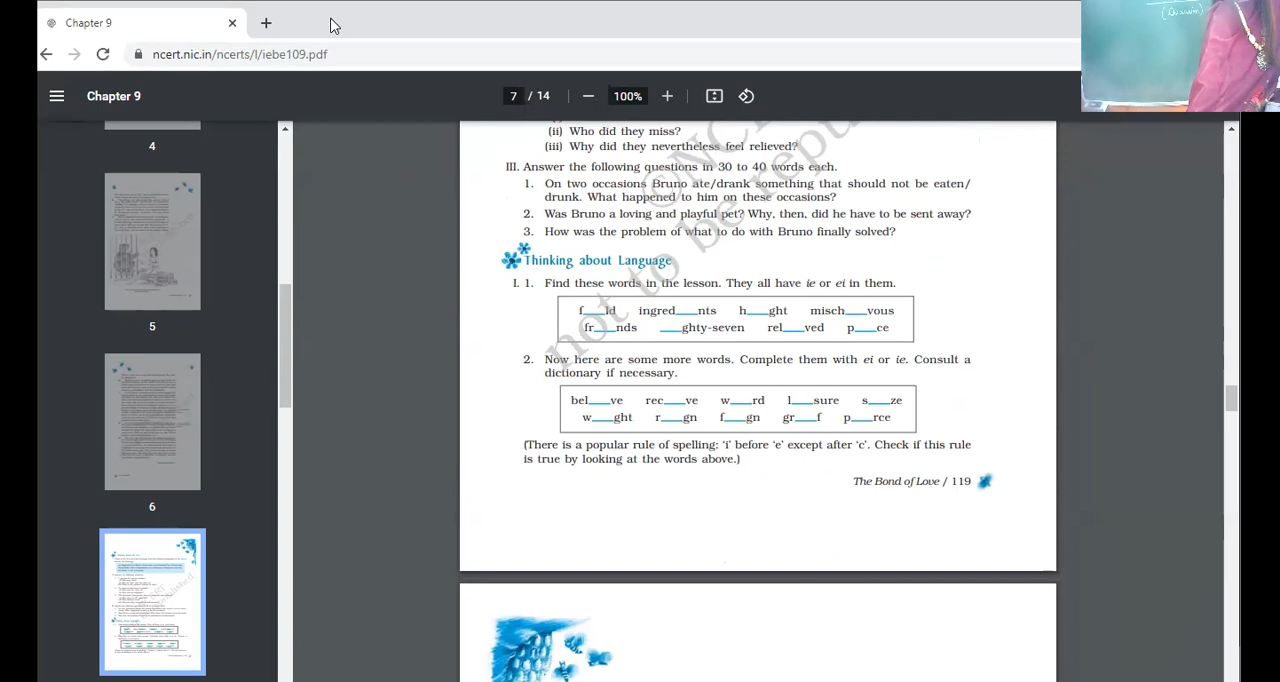 Chapter 9
ncert.nic.in/ncerts/l/iebe109.pdf
Chapter 9
7 / 14
100%
4
5
6
(ii) Who did they miss?
(iii) Why did they nevertheless feel relieved?
III. Answer the following questions in 30 to 40 words each.
1. On two occasions Bruno ate/drank something that should not be eaten/
drunk. What happened to him on these occasions?
2. Was Bruno a loving and playful pet? Why, then, did he have to be sent away?
3. How was the problem of what to do with Bruno finally solved?
Thinking about Language
I. 1. Find these words in the lesson. They all have ie or ei in them.
f___ld ingred___nts h___ght misch___vous
fr___nds ___ghty-seven rel___ved p___ce
2. Now here are some more words. Complete them with ei or ie. Consult a
dictionary if necessary.
bel___ve rec___ve w___rd l___sure s___ze
w___ght r___gn f___gn gr___f p___rce
(There is a popular rule of spelling: ‘i’ before ‘e’ except after ‘c’. Check if this rule
is true by looking at the words above.)
The Bond of Love / 119
not to be repu